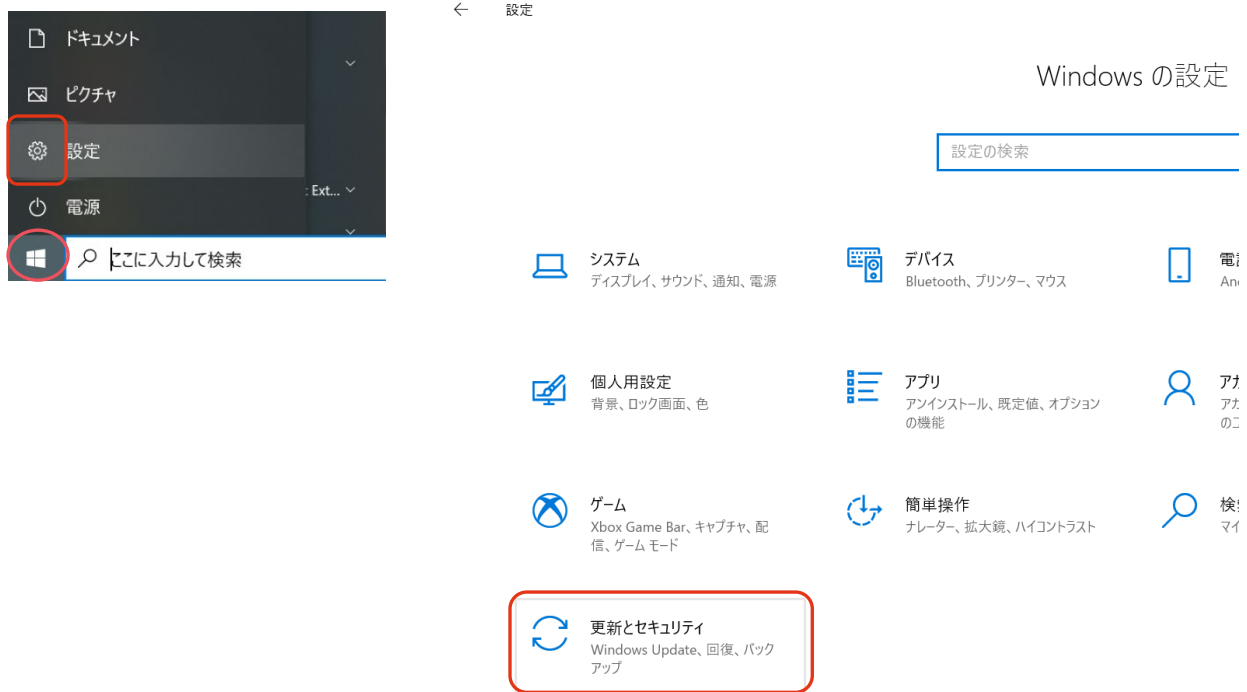 ドキュメント
ピクチャ
設定
: Ext...
電源
ここに入力して検索
設定
Windows の設定
設定の検索
システム
ディスプレイ、サウンド、通知、電源
デバイス
Bluetooth、プリンター、マウス
個人用設定
背景、ロック画面、色
アプリ
アンインストール、既定値、オプション
の機能
ゲーム
Xbox Game Bar、キャプチャ、配
信、ゲーム モード
簡単操作
ナレーター、拡大鏡、ハイコントラスト
更新とセキュリティ
Windows Update、回復、バック
アップ